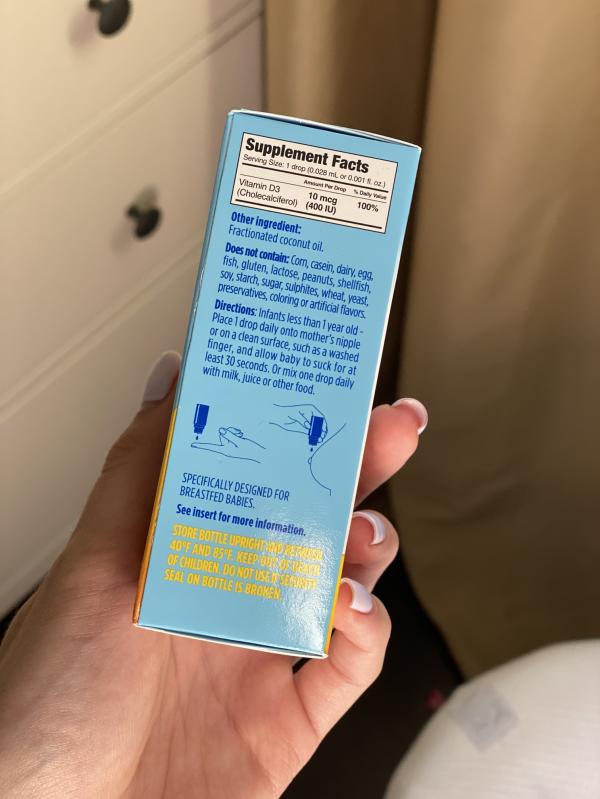 Supplement Facts
Serving Size: 1 drop (0.028 mL or 0.001 fl. oz.)
Amount Per Drop % Daily Value
Vitamin D3 10 mcg 100%
(Cholecalciferol) (400 IU)
Other ingredient:
Fractionated coconut oil.
Does not contain: Corn, casein, dairy, egg,
fish, gluten, lactose, peanuts, shellfish,
soy, starch, sugar, sulphites, wheat, yeast,
preservatives, coloring or artificial flavors.
Directions: Infants less than 1 year old -
Place 1 drop daily onto mother's nipple
or on a clean surface, such as a washed
finger, and allow baby to suck for at
least 30 seconds. Or mix one drop daily
with milk, juice or other food.
SPECIFICALLY DESIGNED FOR
BREASTFED BABIES.
See insert for more information.
STORE BOTTLE UPRIGHT AND BETWEEN
40°F AND 85°F. KEEP OUT OF REACH
OF CHILDREN. DO NOT USE IF SECURITY
SEAL ON BOTTLE IS BROKEN.